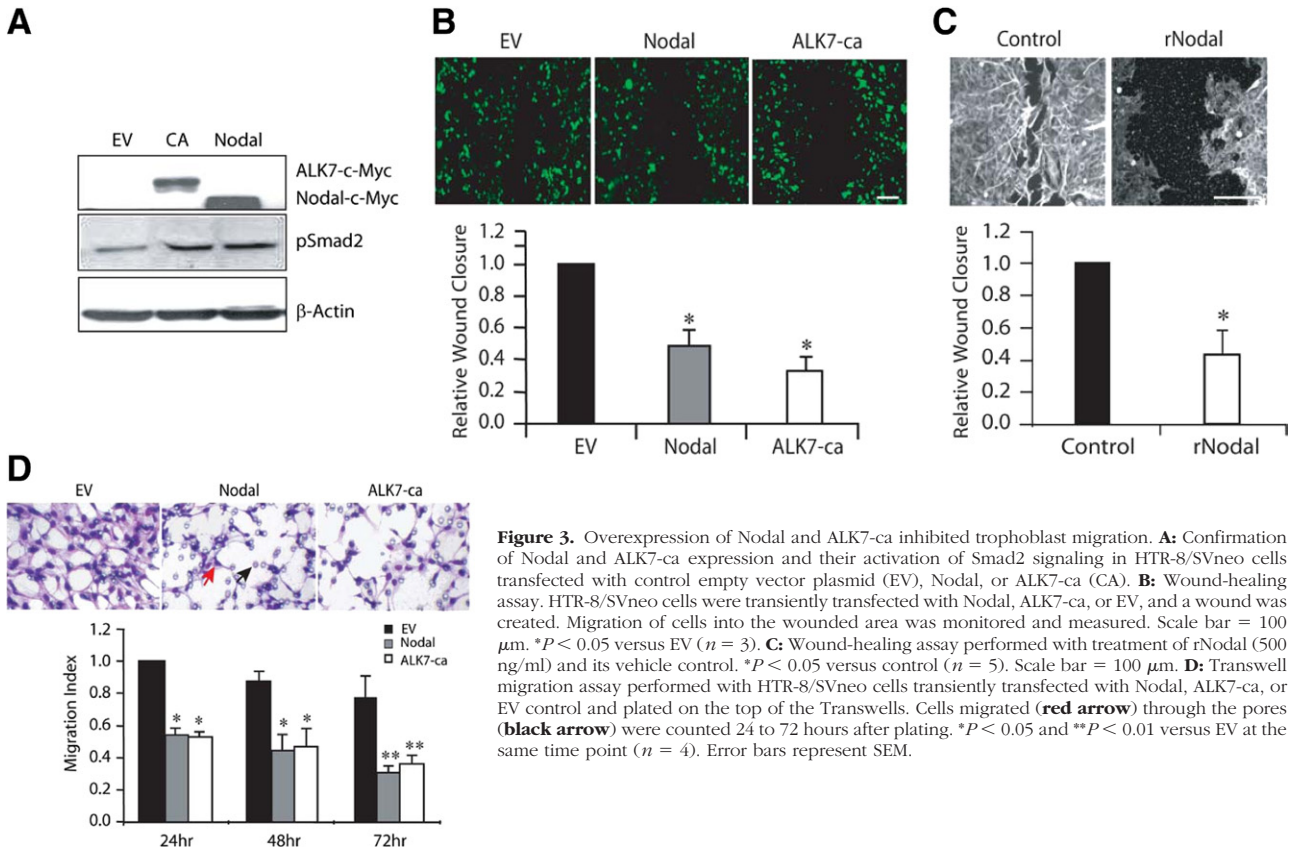 A
EV CA Nodal
ALK7-c-Myc
Nodal-c-Myc
pSmad2
β-Actin
B
EV Nodal ALK7-ca
Relative Wound Closure
1.2
1.0
0.8
0.6
0.4
0.2
0.0
*
*
EV Nodal ALK7-ca
C
Control rNodal
Relative Wound Closure
1.2
1.0
0.8
0.6
0.4
0.2
0.0
*
Control rNodal
D
EV Nodal ALK7-ca
Migration Index
1.2
1.0
0.8
0.6
0.4
0.2
0.0
EV
Nodal
ALK7-ca
* *
* *
** **
24hr 48hr 72hr
Figure 3. Overexpression of Nodal and ALK7-ca inhibited trophoblast migration. A: Confirmation
of Nodal and ALK7-ca expression and their activation of Smad2 signaling in HTR-8/SVneo cells
transfected with control empty vector plasmid (EV), Nodal, or ALK7-ca (CA). B: Wound-healing
assay. HTR-8/SVneo cells were transiently transfected with Nodal, ALK7-ca, or EV, and a wound was
created. Migration of cells into the wounded area was monitored and measured. Scale bar = 100
μm. *P < 0.05 versus EV (n = 3). C: Wound-healing assay performed with treatment of rNodal (500
ng/ml) and its vehicle control. *P < 0.05 versus control (n = 5). Scale bar = 100 μm. D: Transwell
migration assay performed with HTR-8/SVneo cells transiently transfected with Nodal, ALK7-ca, or
EV control and plated on the top of the Transwells. Cells migrated (red arrow) through the pores
(black arrow) were counted 24 to 72 hours after plating. *P < 0.05 and **P < 0.01 versus EV at the
same time point (n = 4). Error bars represent SEM.